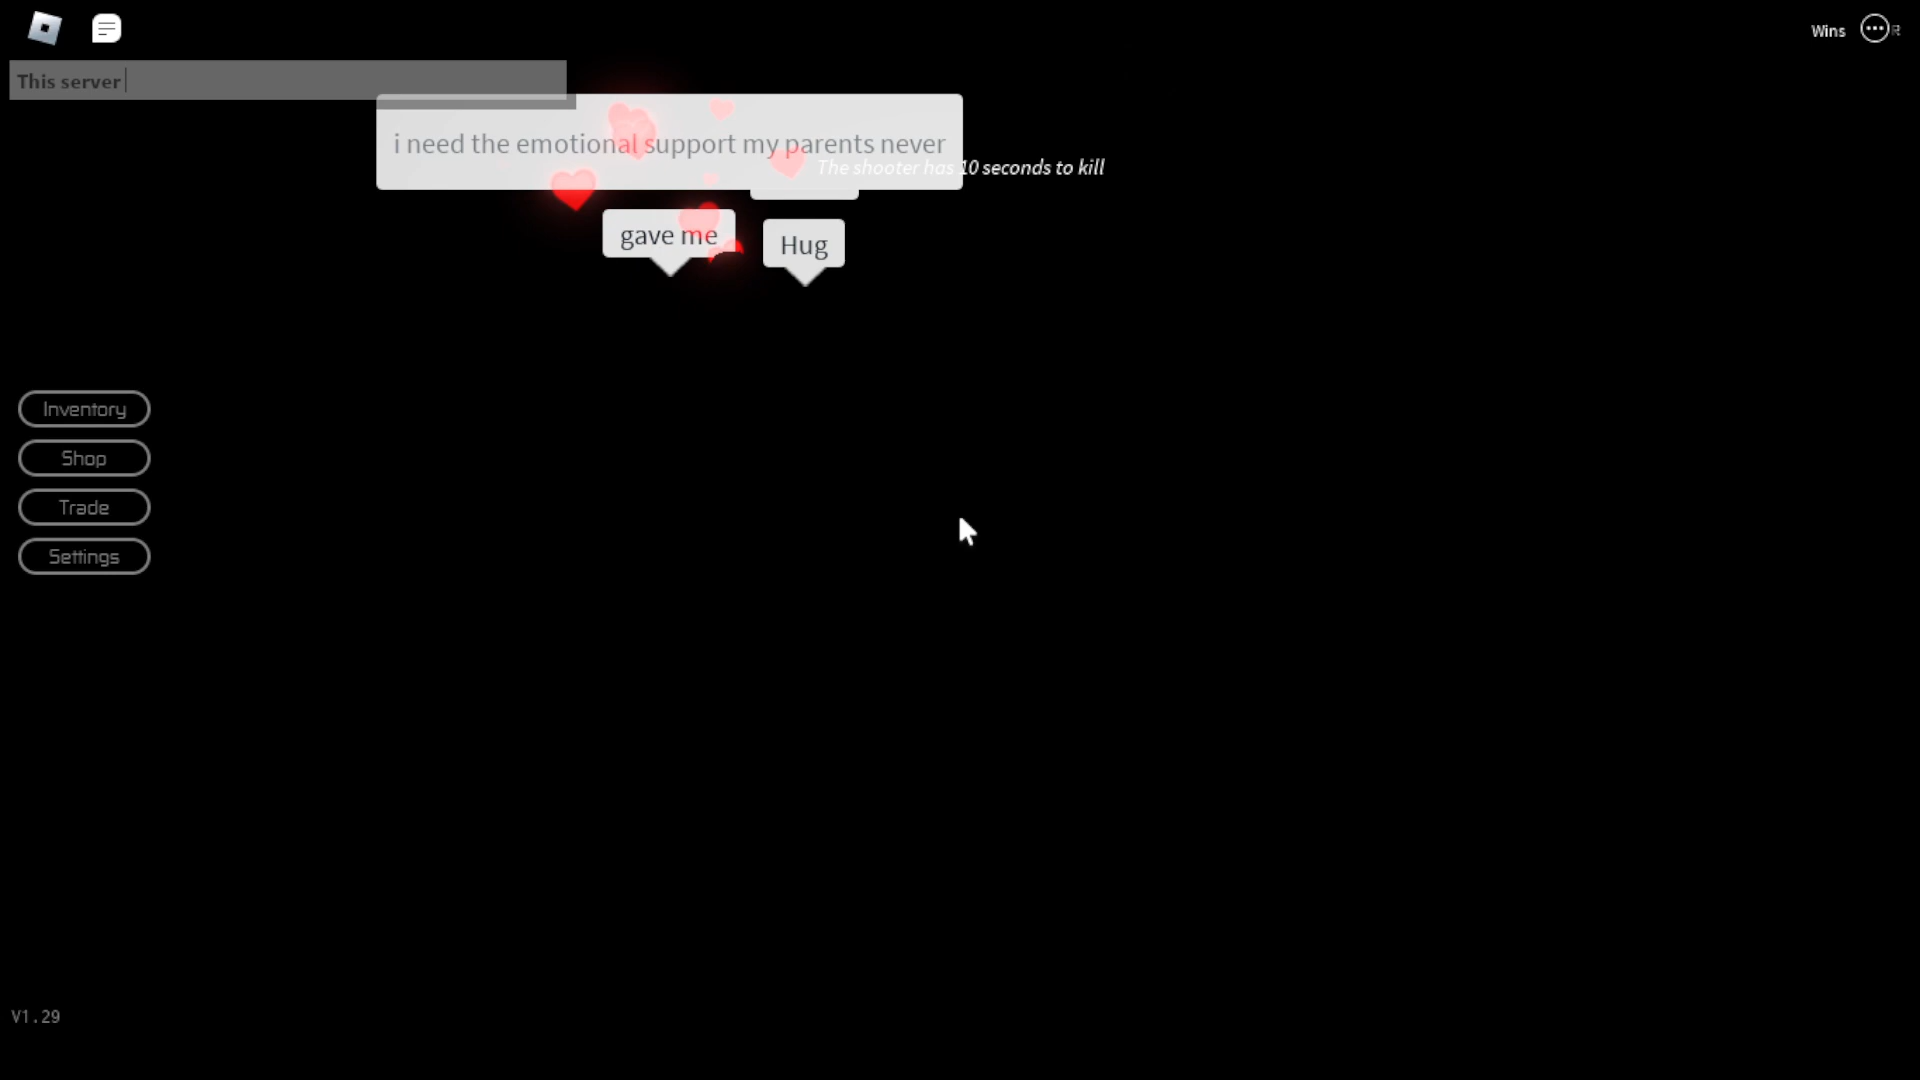 Wins
R
This server
i need the emotional support my parents never
The shooter has 10 seconds to kill
gave me
Hug
Inventory
Shop
Trade
Settings
V1.29